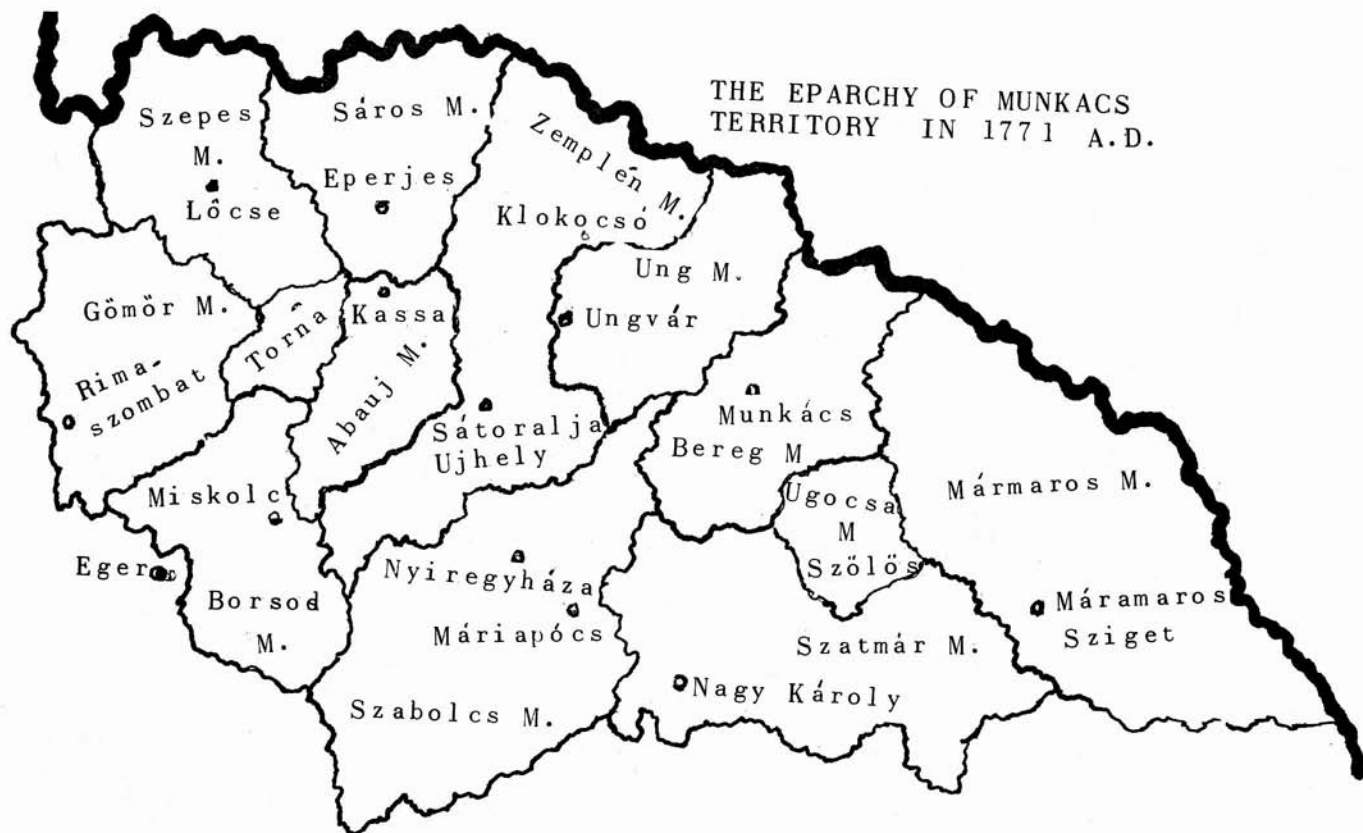 THE EPARCHY OF MUNKACS
TERRITORY IN 1771 A.D.
Szepes
M.
Lőcse
Sáros M.
Eperjes
Zemplén M.
Klokocsó
Ung M.
Ungvár
Gömör M.
Rima-
szombat
Torna
Kassa
Abauj M.
Sátoralja
Ujhely
Munkács
Bereg M
Ugocsa
M
Szölös
Mármaros M.
Máramaros
Sziget
Miskolc
Eger
Borsod
M.
Nyiregyháza
Máriapócs
Szabolcs M.
Szatmár M.
Nagy Károly